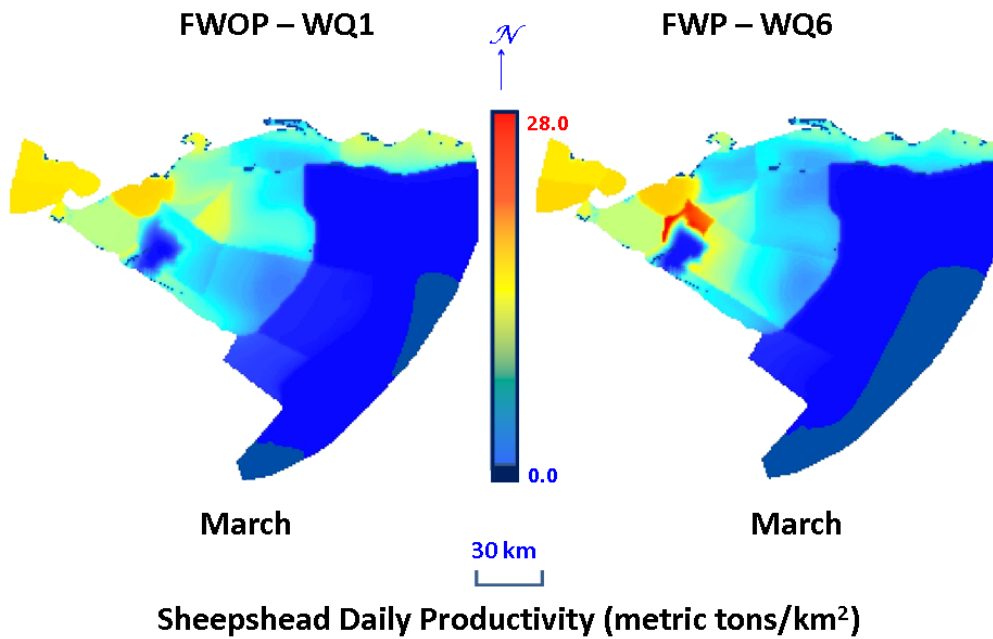 FWOP – WQ1
FWP – WQ6
N
28.0
0.0
March
March
30 km
Sheepshead Daily Productivity (metric tons/km²)